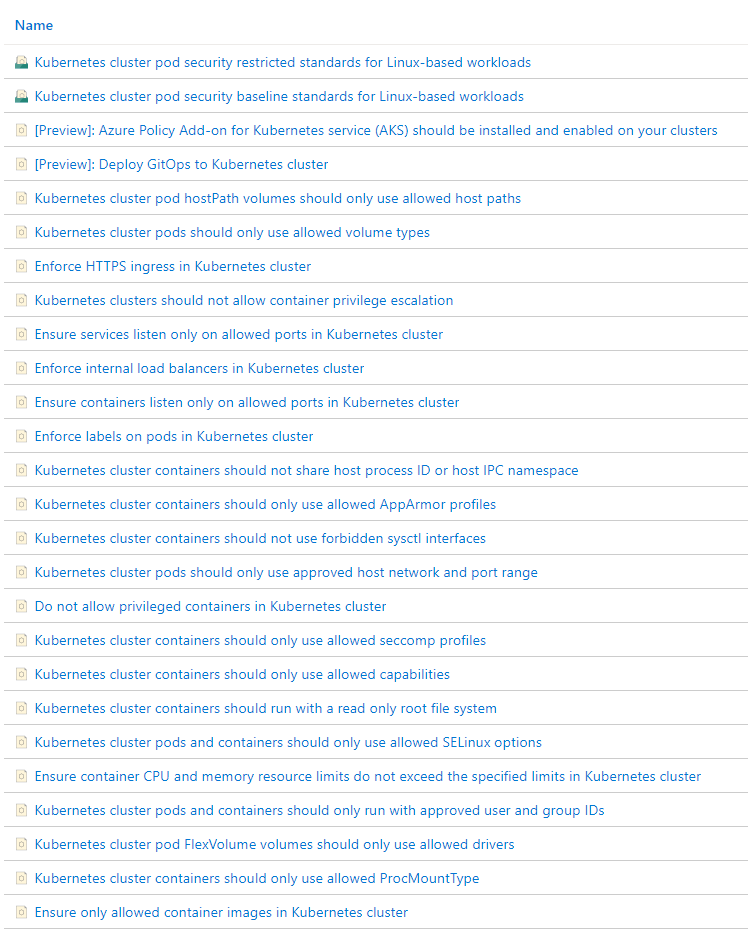 Name
Kubernetes cluster pod security restricted standards for Linux-based workloads
Kubernetes cluster pod security baseline standards for Linux-based workloads
[Preview]: Azure Policy Add-on for Kubernetes service (AKS) should be installed and enabled on your clusters
[Preview]: Deploy GitOps to Kubernetes cluster
Kubernetes cluster pod hostPath volumes should only use allowed host paths
Kubernetes cluster pods should only use allowed volume types
Enforce HTTPS ingress in Kubernetes cluster
Kubernetes clusters should not allow container privilege escalation
Ensure services listen only on allowed ports in Kubernetes cluster
Enforce internal load balancers in Kubernetes cluster
Ensure containers listen only on allowed ports in Kubernetes cluster
Enforce labels on pods in Kubernetes cluster
Kubernetes cluster containers should not share host process ID or host IPC namespace
Kubernetes cluster containers should only use allowed AppArmor profiles
Kubernetes cluster containers should not use forbidden sysctl interfaces
Kubernetes cluster pods should only use approved host network and port range
Do not allow privileged containers in Kubernetes cluster
Kubernetes cluster containers should only use allowed seccomp profiles
Kubernetes cluster containers should only use allowed capabilities
Kubernetes cluster containers should run with a read only root file system
Kubernetes cluster pods and containers should only use allowed SELinux options
Ensure container CPU and memory resource limits do not exceed the specified limits in Kubernetes cluster
Kubernetes cluster pods and containers should only run with approved user and group IDs
Kubernetes cluster pod FlexVolume volumes should only use allowed drivers
Kubernetes cluster containers should only use allowed ProcMountType
Ensure only allowed container images in Kubernetes cluster